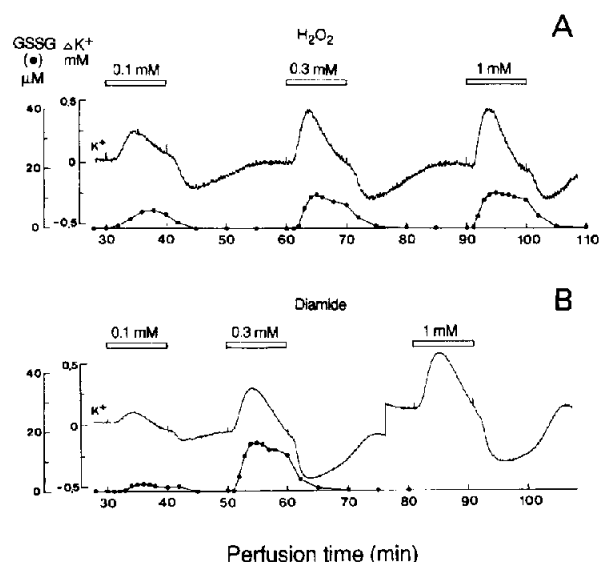 A
H2O2
GSSG ΔK+
(●) mM
μM
0.1 mM 0.3 mM 1 mM
40 0,5
K+
20 0
0 -0,5
30 40 50 60 70 80 90 100 110
B
Diamide
0.1 mM 0.3 mM 1 mM
40 0,5
K+
20 0
0 -0,5
30 40 50 60 70 80 90 100
Perfusion time (min)